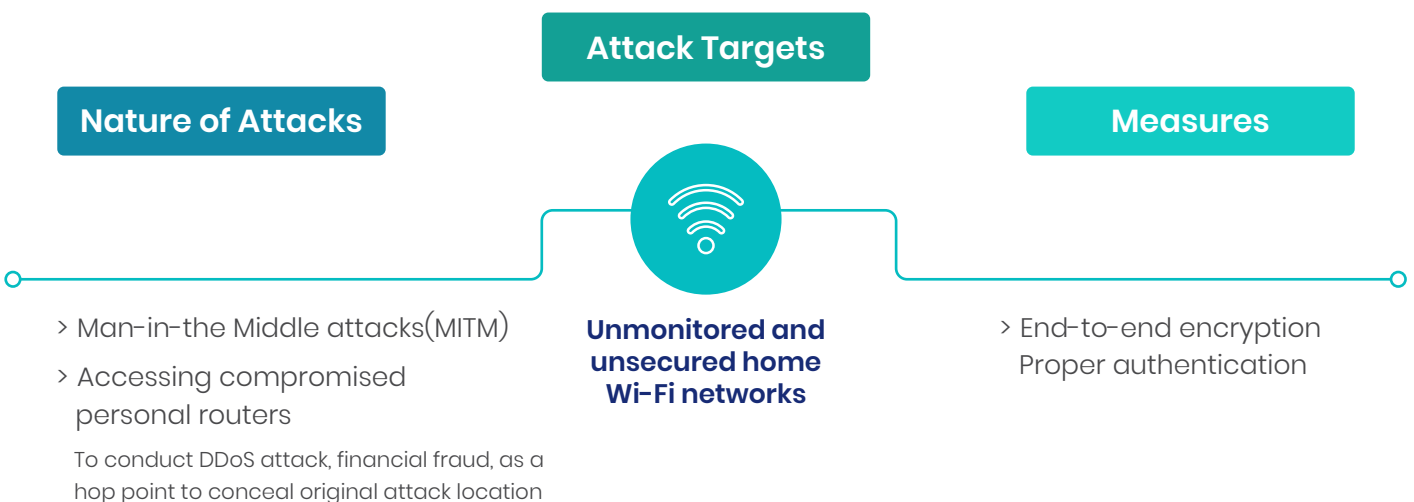 Attack Targets
Nature of Attacks
Measures
> Man-in-the Middle attacks(MITM)
> Accessing compromised
personal routers
To conduct DDoS attack, financial fraud, as a
hop point to conceal original attack location
Unmonitored and
unsecured home
Wi-Fi networks
> End-to-end encryption
Proper authentication